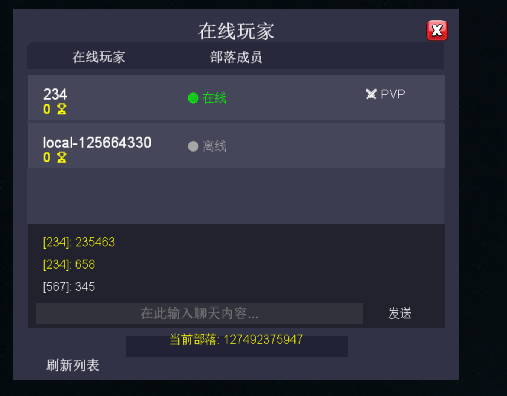 在线玩家
在线玩家 部落成员
234
0
在线
PVP
local-125664330
0
离线
[234]: 235463
[234]: 658
[567]: 345
在此输入聊天内容... 发送
当前部落: 127492375947
刷新列表